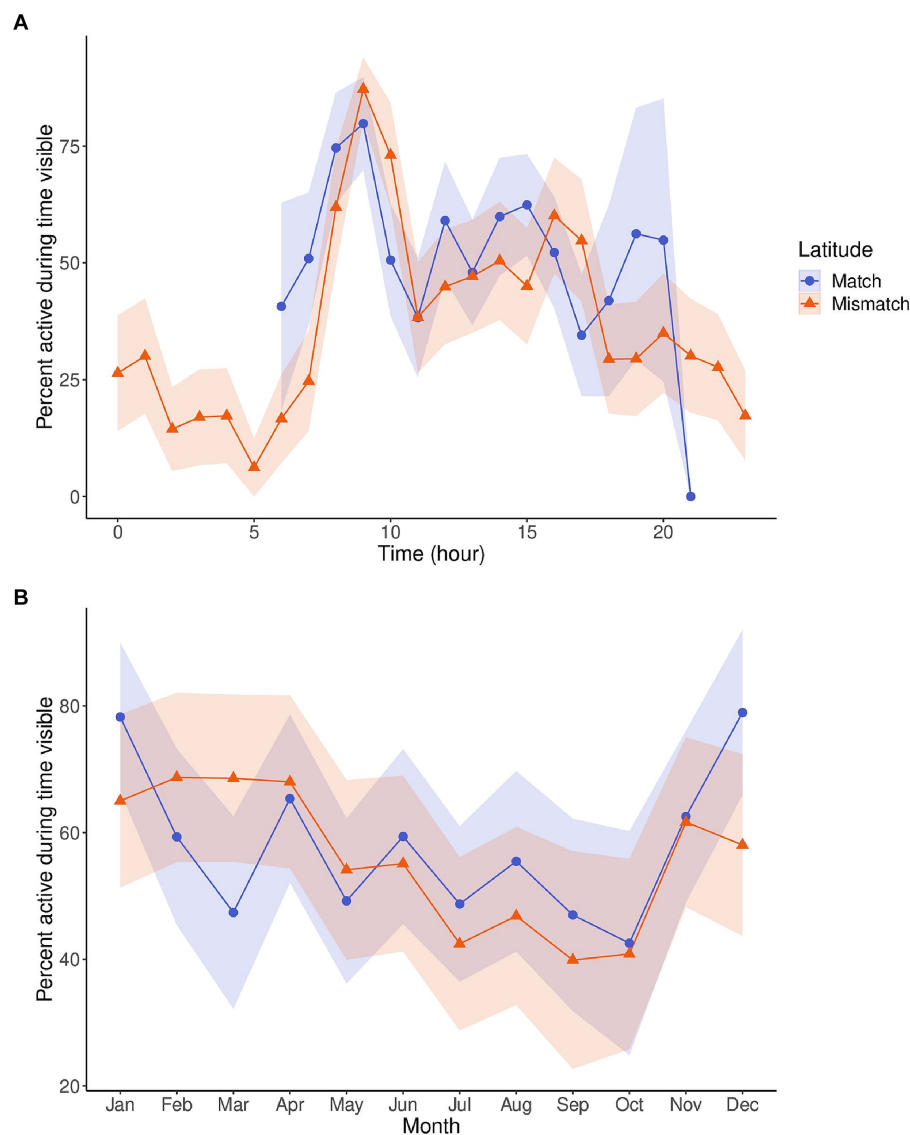 A
Percent active during time visible
75
50
25
0
0 5 10 15 20
Time (hour)
Latitude
Match
Mismatch
B
Percent active during time visible
80
60
40
20
Jan Feb Mar Apr May Jun Jul Aug Sep Oct Nov Dec
Month